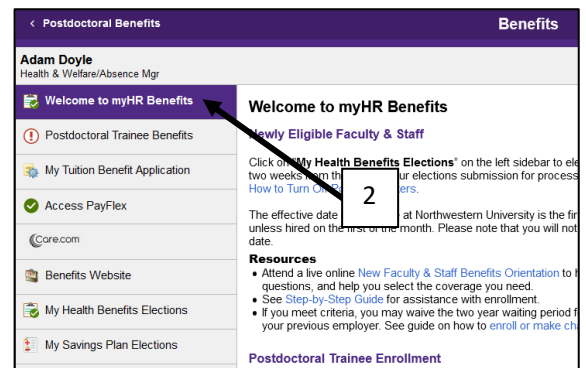 ‹ Postdoctoral Benefits
Benefits
Adam Doyle
Health & Welfare/Absence Mgr
Welcome to myHR Benefits
Postdoctoral Trainee Benefits
My Tuition Benefit Application
Access PayFlex
Care.com
Benefits Website
My Health Benefits Elections
My Savings Plan Elections
Welcome to myHR Benefits
Newly Eligible Faculty & Staff
Click on "My Health Benefits Elections" on the left sidebar to ele
two weeks from th ur elections submission for process
How to Turn Of ers.
The effective date at Northwestern University is the fir
unless hired on the first of the month. Please note that you will not
date.
Resources
• Attend a live online New Faculty & Staff Benefits Orientation to h
questions, and help you select the coverage you need.
• See Step-by-Step Guide for assistance with enrollment.
• If you meet criteria, you may waive the two year waiting period f
your previous employer. See guide on how to enroll or make cha
Postdoctoral Trainee Enrollment
2